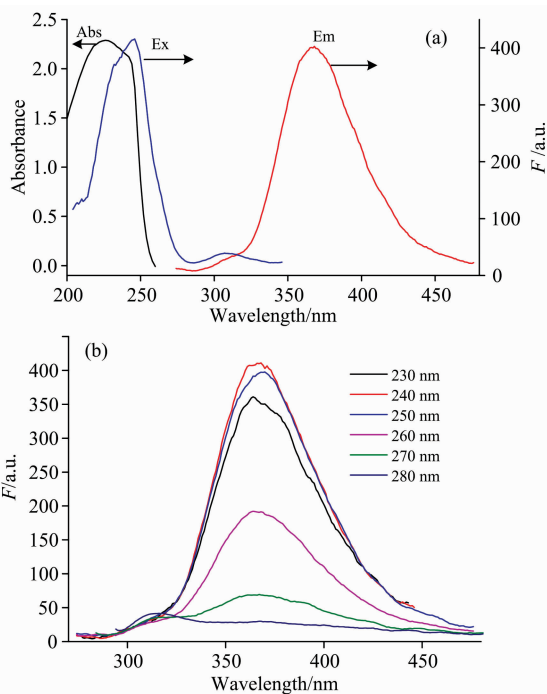 (a)
Abs
Ex
Em
Absorbance
2.5
2.0
1.5
1.0
0.5
0.0
400
300
200
100
0
F /a.u.
200 250 300 350 400 450
Wavelength/nm
(b)
230 nm
240 nm
250 nm
260 nm
270 nm
280 nm
F/a.u.
400
350
300
250
200
150
100
50
0
300 350 400 450
Wavelength/nm